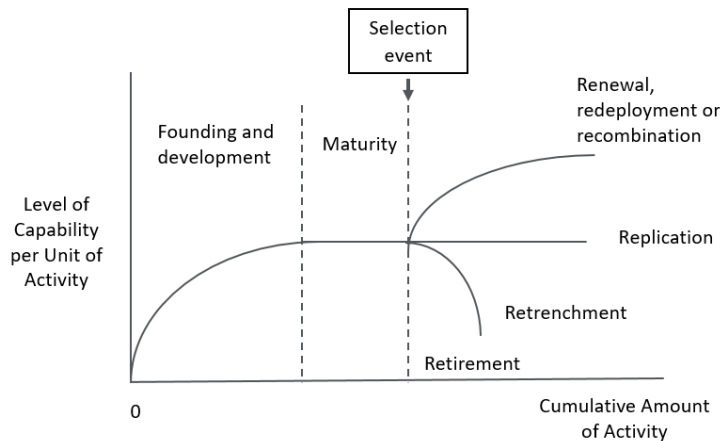 Selection
event
Renewal,
redeployment or
recombination
Founding and
development
Maturity
Level of
Capability
per Unit of
Activity
Replication
Retrenchment
Retirement
0
Cumulative Amount
of Activity